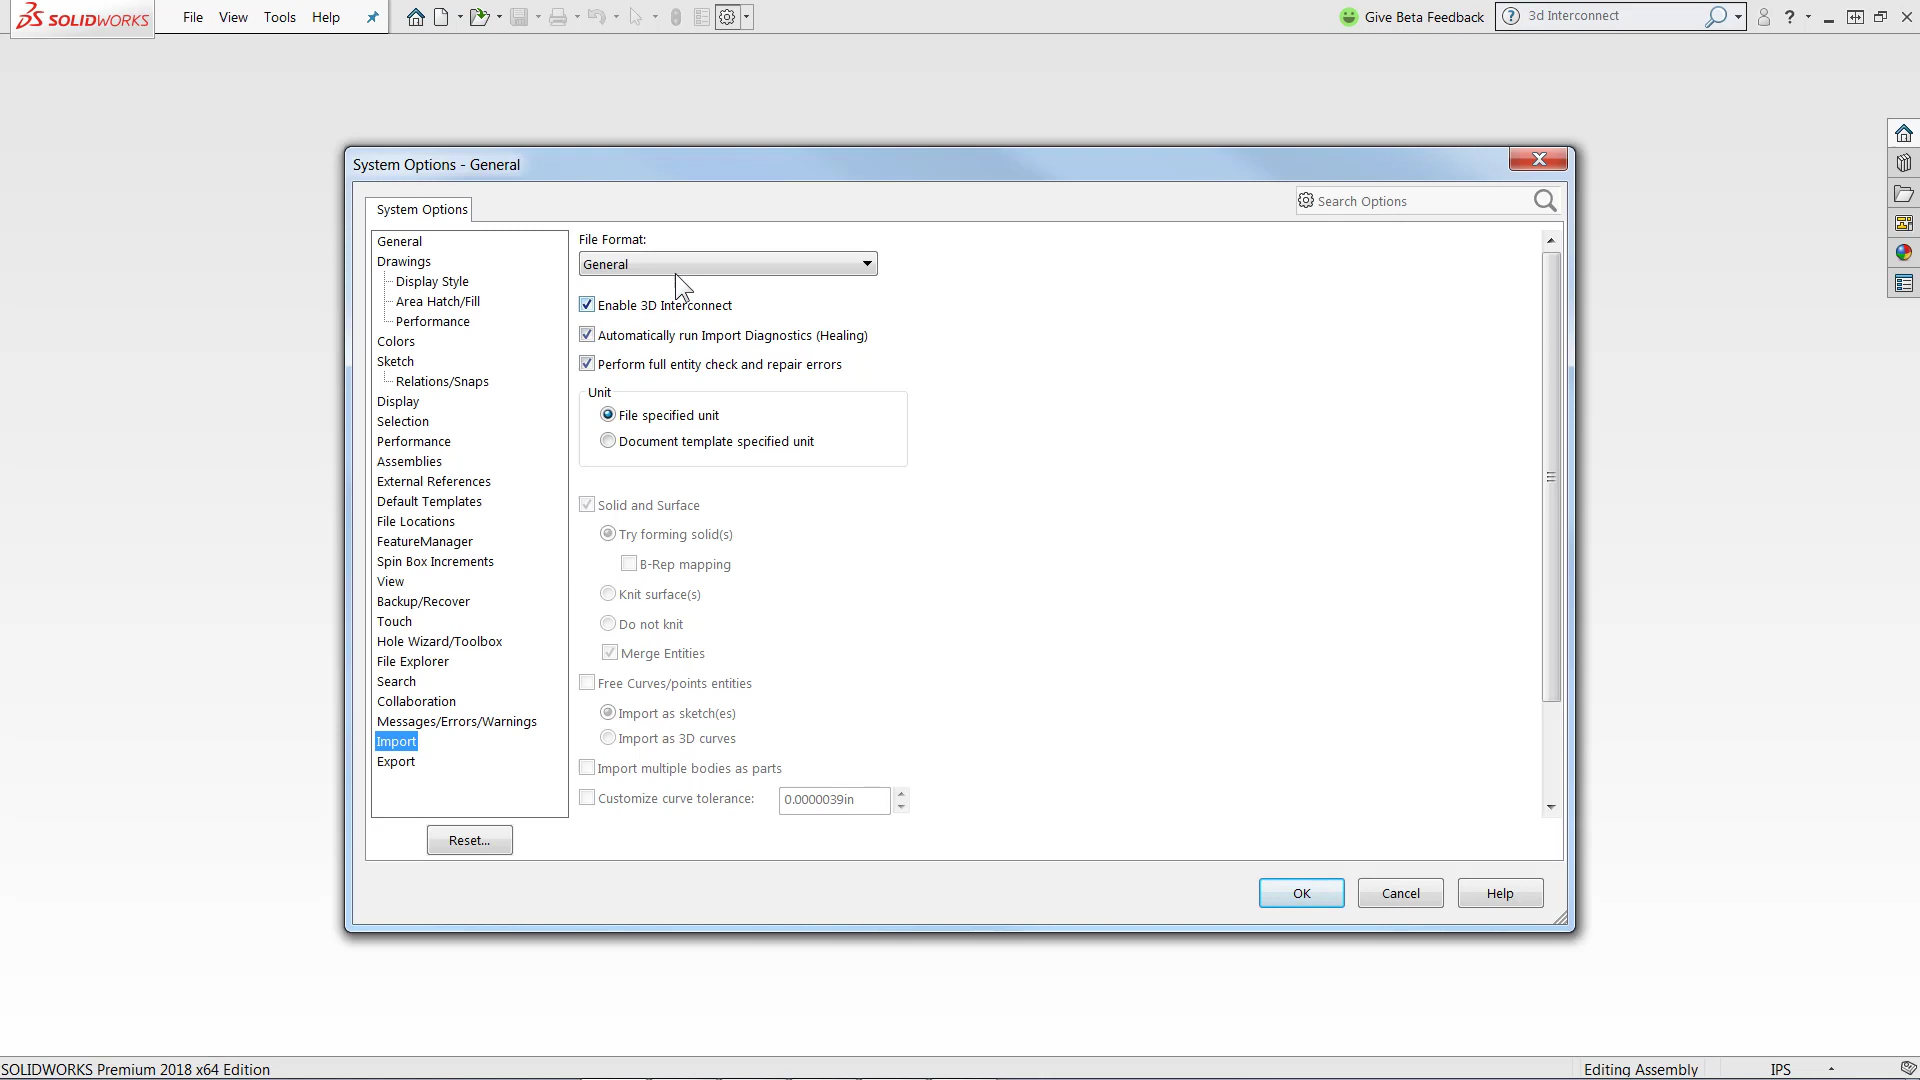 SOLIDWORKS File View Tools Help Give Beta Feedback 3d Interconnect
System Options - General
System Options
Search Options
General
Drawings
Display Style
Area Hatch/Fill
Performance
Colors
Sketch
Relations/Snaps
Display
Selection
Performance
Assemblies
External References
Default Templates
File Locations
FeatureManager
Spin Box Increments
View
Backup/Recover
Touch
Hole Wizard/Toolbox
File Explorer
Search
Collaboration
Messages/Errors/Warnings
Import
Export
Reset...
File Format:
General
Enable 3D Interconnect
Automatically run Import Diagnostics (Healing)
Perform full entity check and repair errors
Unit
File specified unit
Document template specified unit
Solid and Surface
Try forming solid(s)
B-Rep mapping
Knit surface(s)
Do not knit
Merge Entities
Free Curves/points entities
Import as sketch(es)
Import as 3D curves
Import multiple bodies as parts
Customize curve tolerance: 0.0000039in
OK Cancel Help
SOLIDWORKS Premium 2018 x64 Edition Editing Assembly IPS